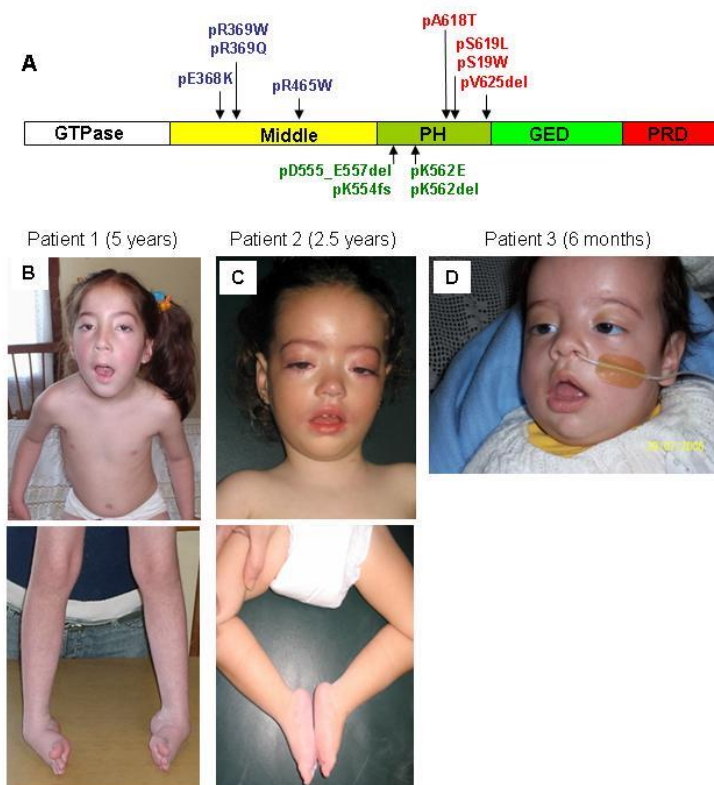 A
pR369W
pR369Q
pE368K
pR465W
pA618T
pS619L
pS19W
pV625del
GTPase
Middle
PH
GED
PRD
pD555_E557del
pK554fs
pK562E
pK562del
Patient 1 (5 years)
Patient 2 (2.5 years)
Patient 3 (6 months)
B
C
D